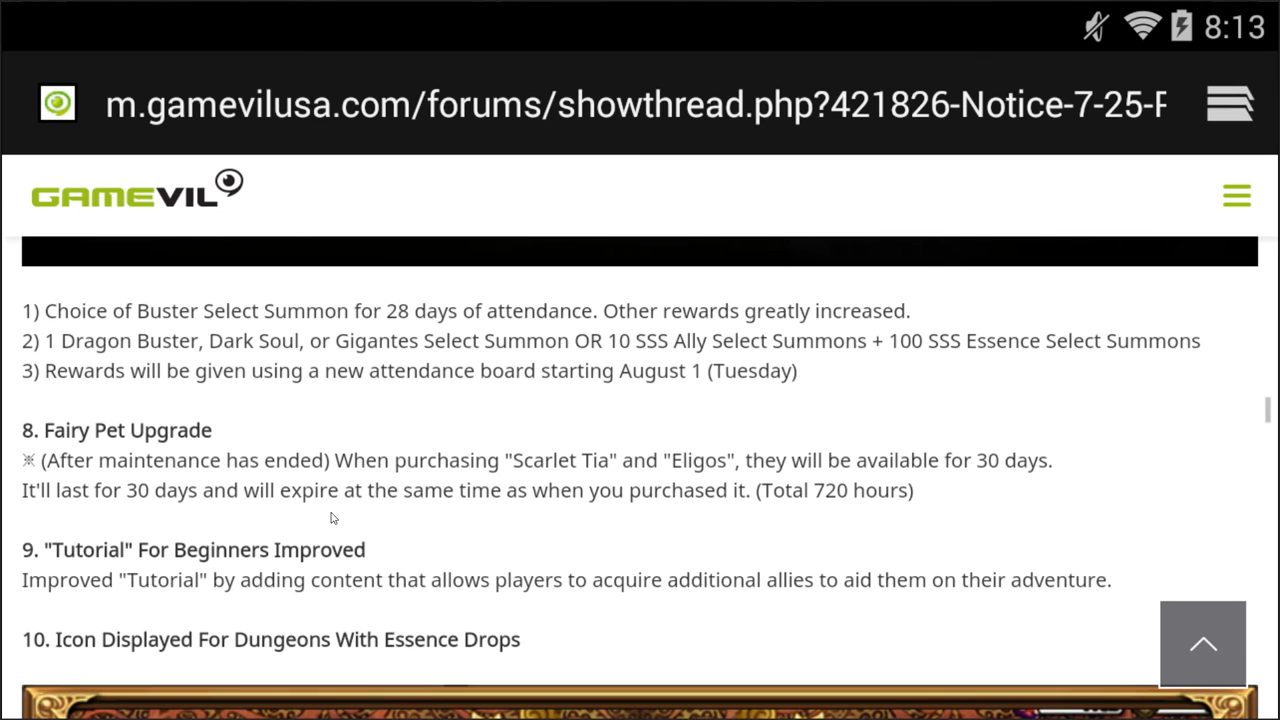 8:13
m.gamevilusa.com/forums/showthread.php?421826-Notice-7-25-F
GAMEVIL
1) Choice of Buster Select Summon for 28 days of attendance. Other rewards greatly increased.
2) 1 Dragon Buster, Dark Soul, or Gigantes Select Summon OR 10 SSS Ally Select Summons + 100 SSS Essence Select Summons
3) Rewards will be given using a new attendance board starting August 1 (Tuesday)
8. Fairy Pet Upgrade
※ (After maintenance has ended) When purchasing "Scarlet Tia" and "Eligos", they will be available for 30 days.
It'll last for 30 days and will expire at the same time as when you purchased it. (Total 720 hours)
9. "Tutorial" For Beginners Improved
Improved "Tutorial" by adding content that allows players to acquire additional allies to aid them on their adventure.
10. Icon Displayed For Dungeons With Essence Drops